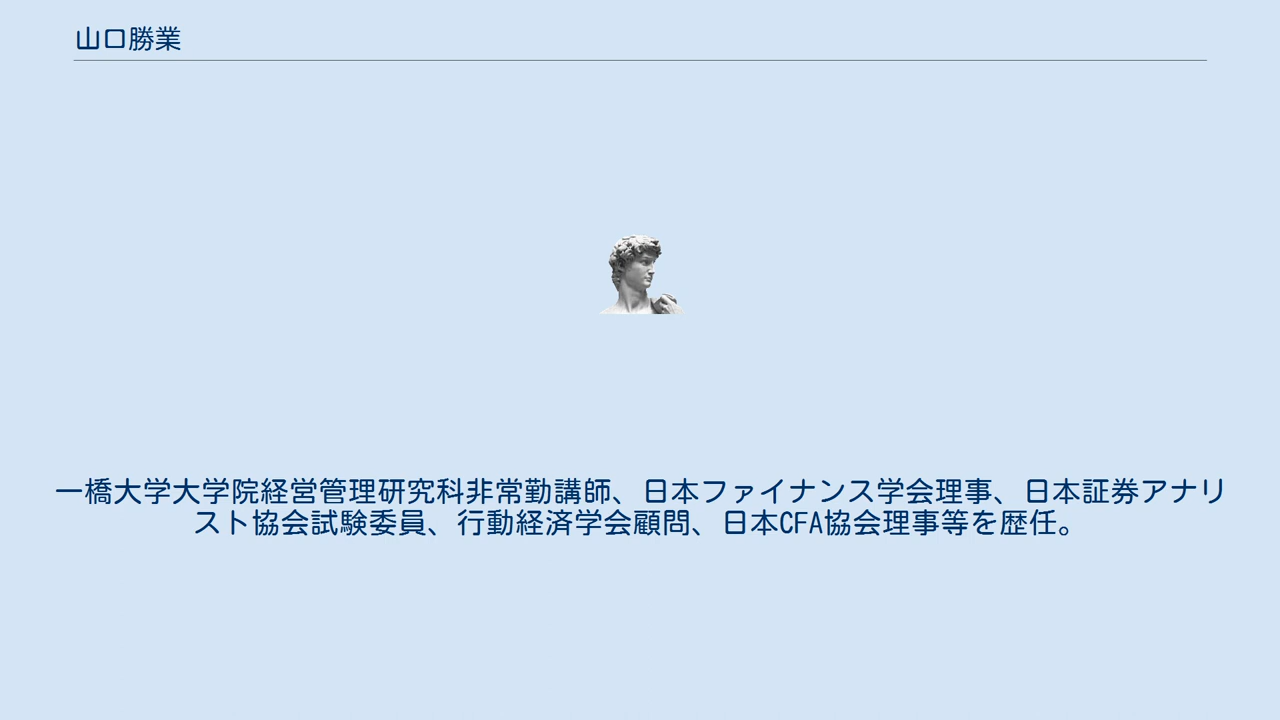 山口勝業
一橋大学大学院経営管理研究科非常勤講師、日本ファイナンス学会理事、日本証券アナリ
スト協会試験委員、行動経済学会顧問、日本CFA協会理事等を歴任。